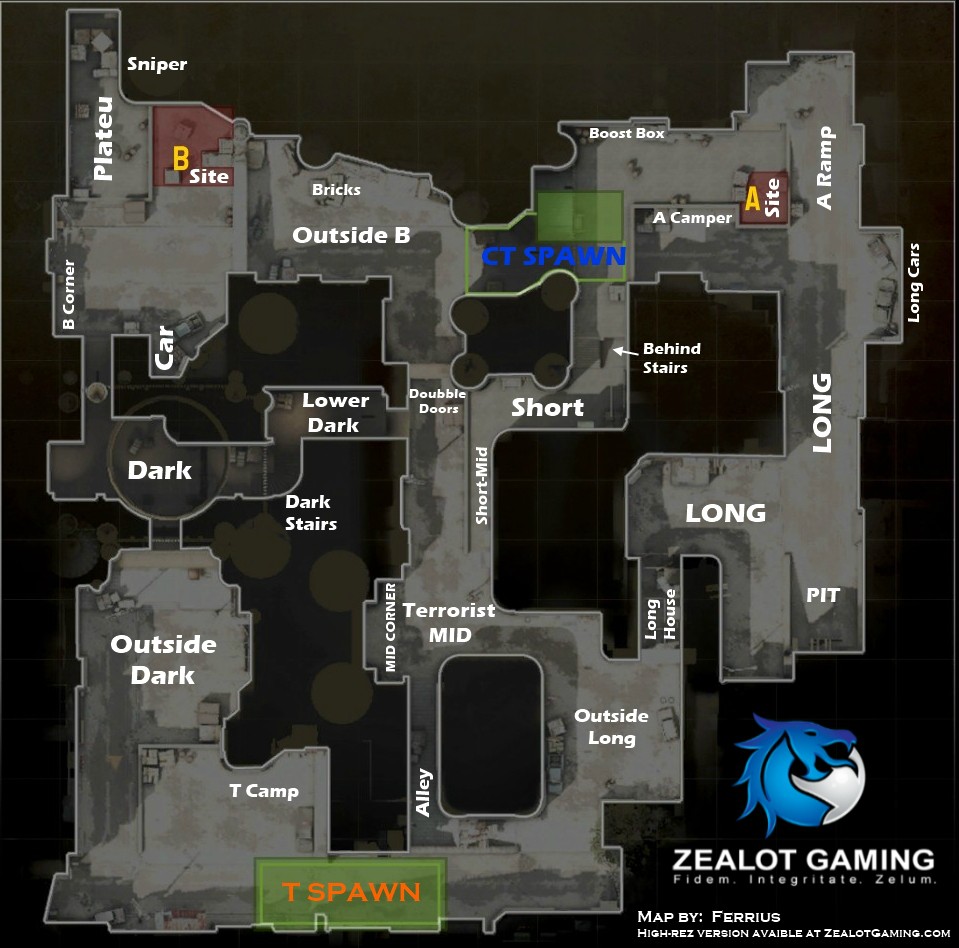 Sniper
Plateu
B
Site
Bricks
Outside B
Boost Box
A Ramp
A
Site
A Camper
CT SPAWN
B Corner
Long Cars
Car
Behind
Stairs
Doubble
Doors
Lower
Dark
Short
LONG
Dark
Short-Mid
Dark
Stairs
LONG
PIT
Long
House
MID CORNER
Terrorist
MID
Outside
Dark
Outside
Long
T Camp
Alley
T SPAWN
ZEALOT GAMING
Fidem. Integritate. Zelum.
Map by: Ferrius
High-rez version avaible at ZealotGaming.com